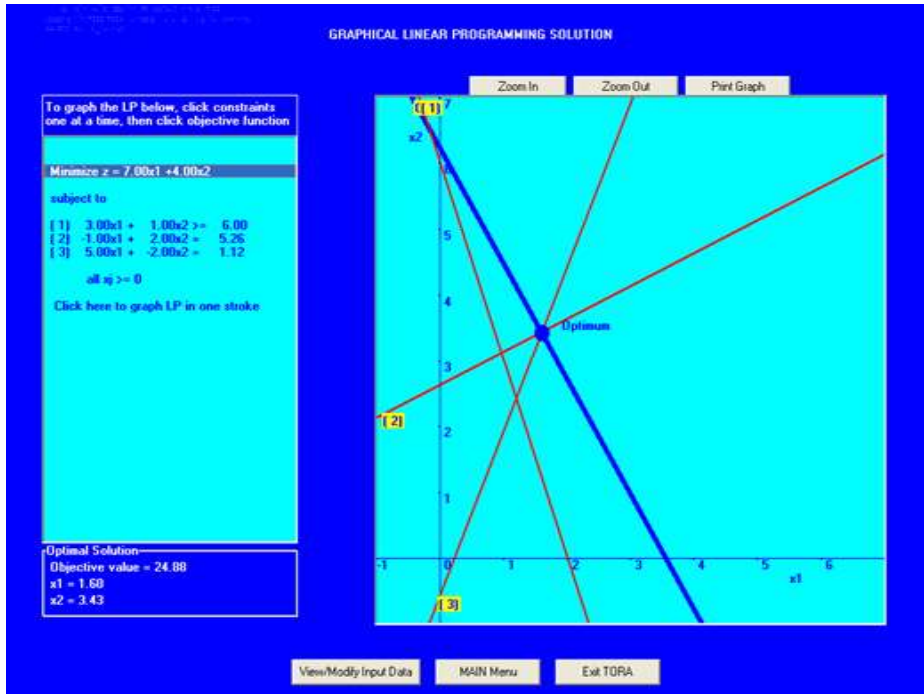 GRAPHICAL LINEAR PROGRAMMING SOLUTION
Zoom In Zoom Out Print Graph
To graph the LP below, click constraints
one at a time, then click objective function
Minimize z = 7.00x1 +4.00x2
subject to
( 1) 3.00x1 + 1.00x2 >= 6.00
( 2) -1.00x1 + 2.00x2 = 5.26
( 3) 5.00x1 + -2.00x2 = 1.12
all xj >= 0
Click here to graph LP in one stroke
( 1)
7
x2
6
5
4
Optimum
3
( 2)
2
1
-1 0 1 2 3 4 5 6
x1
( 3)
Optimal Solution
Objective value = 24.88
x1 = 1.60
x2 = 3.43
View/Modify Input Data MAIN Menu Exit TORA